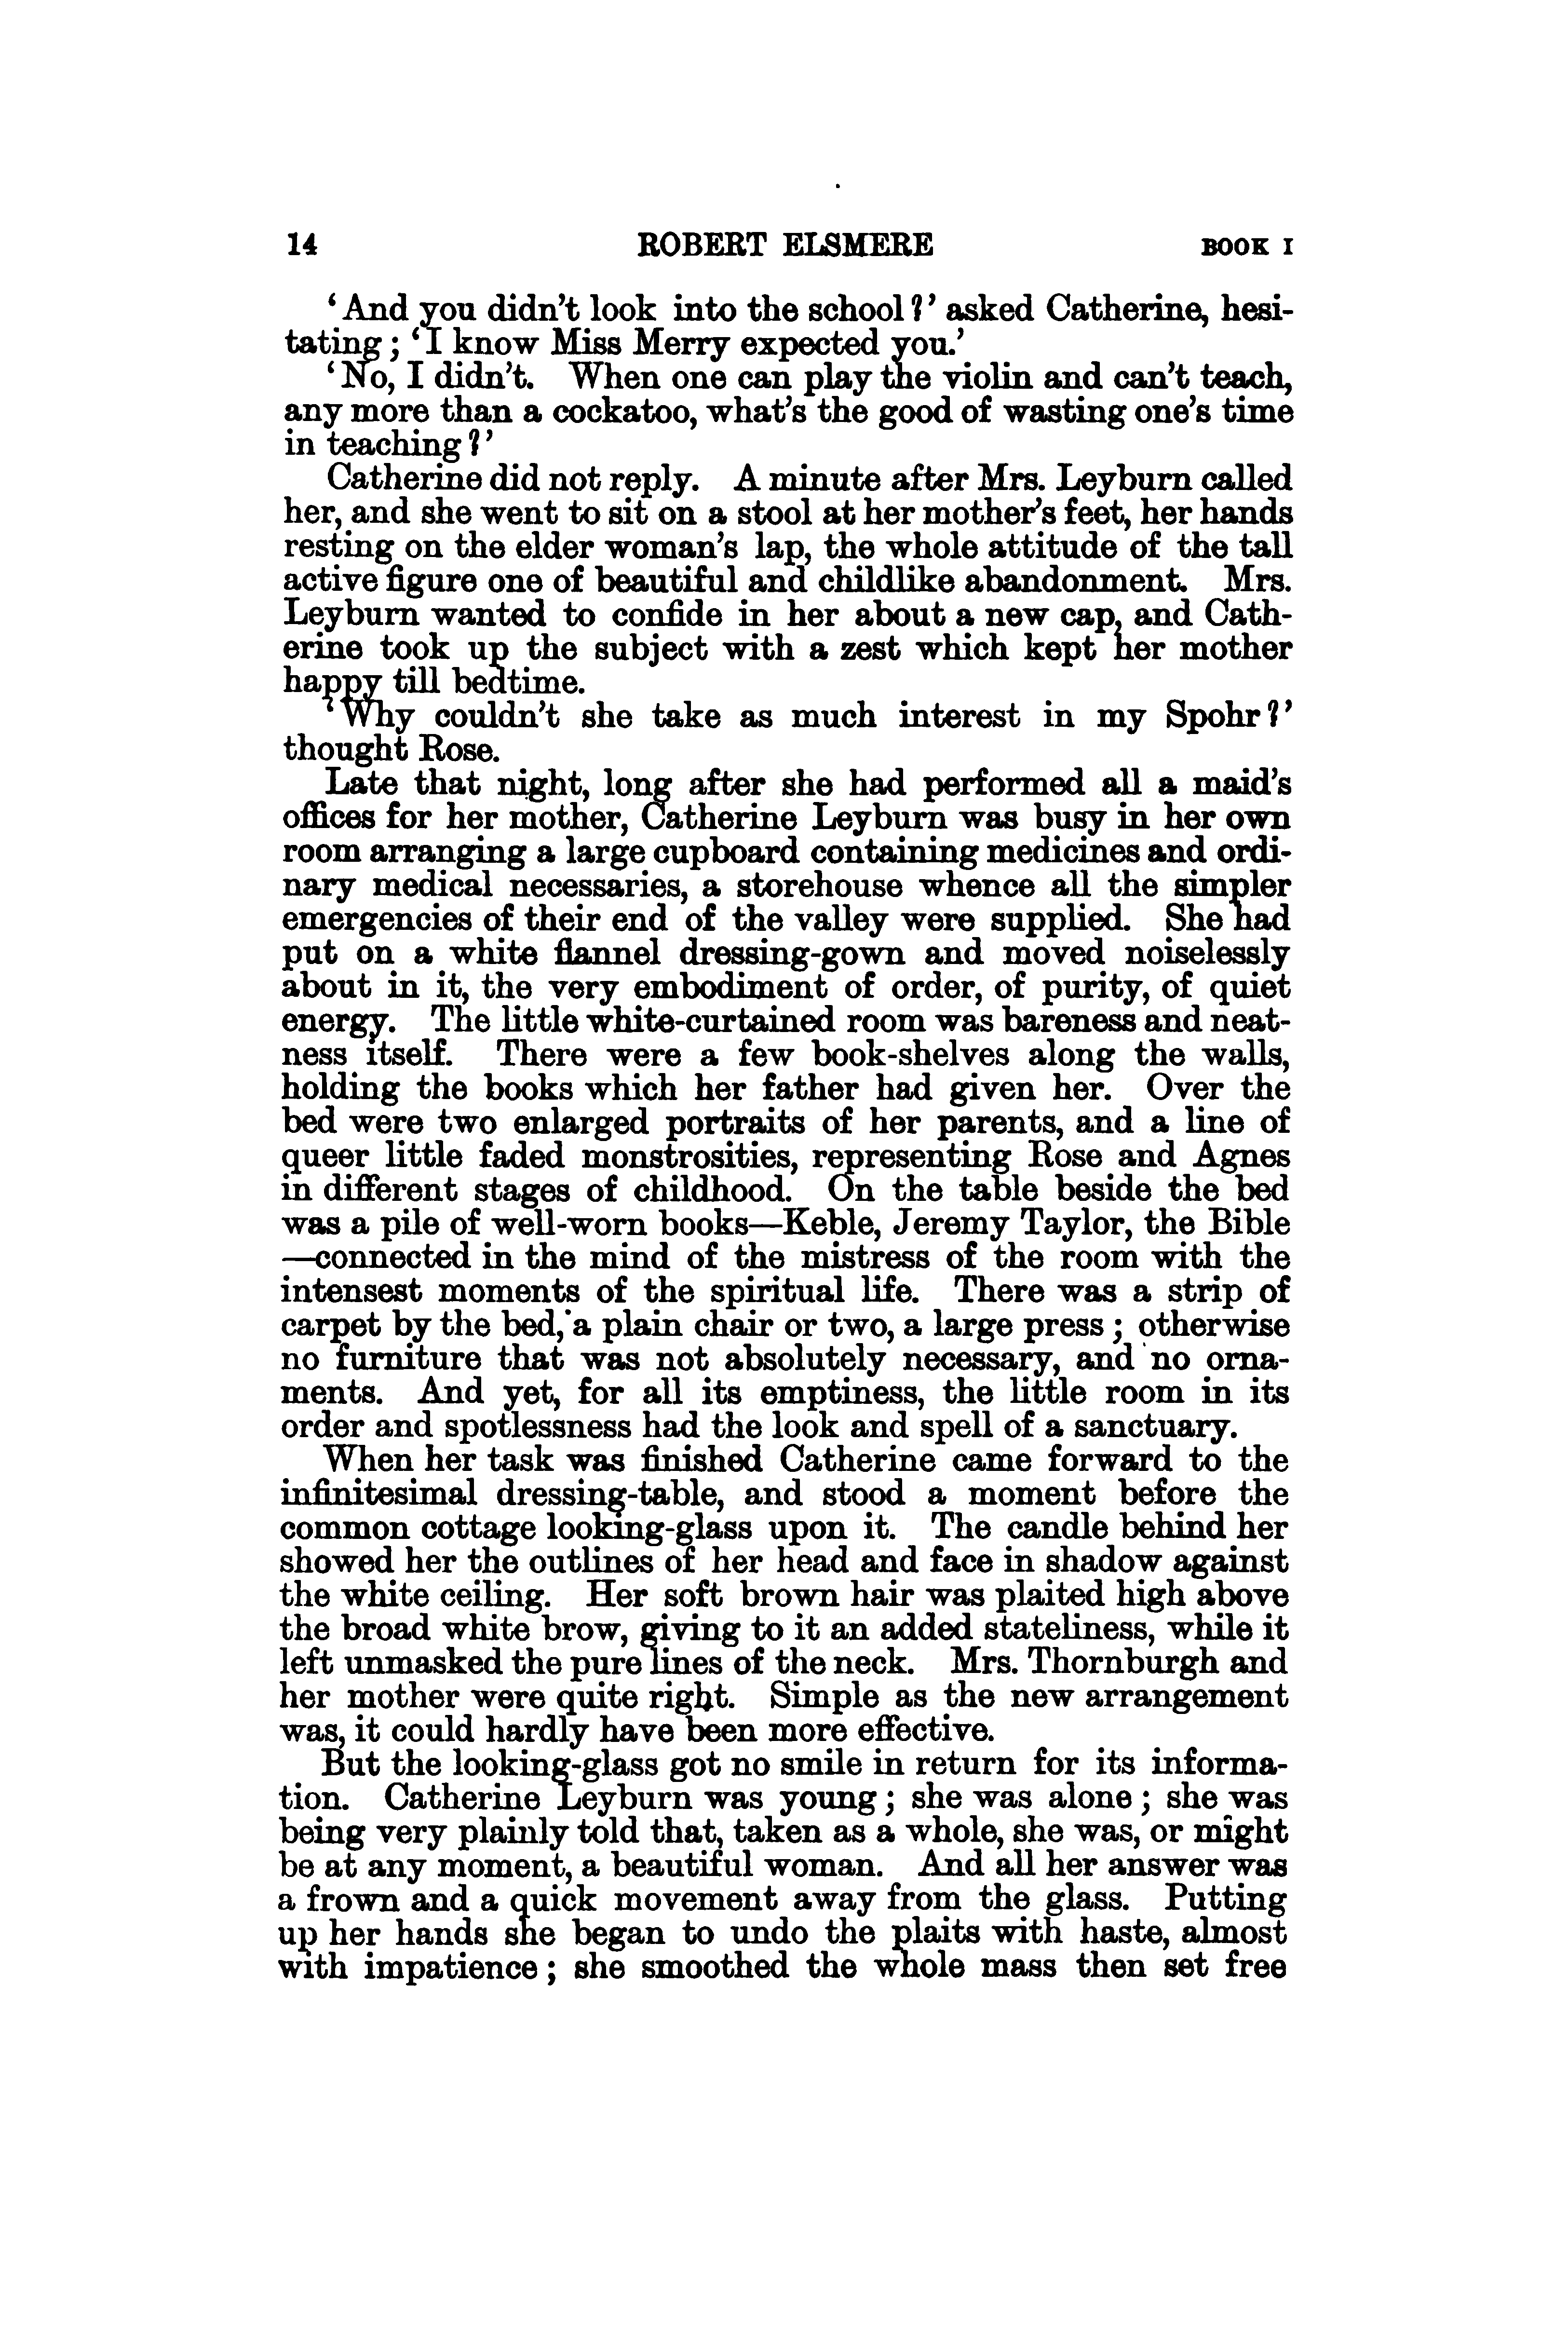 14 ROBERT ELSMERE BOOK I
‘And you didn’t look into the school?’ asked Catherine, hesi-
tating; ‘I know Miss Merry expected you.’
‘No, I didn’t. When one can play the violin and can’t teach,
any more than a cockatoo, what’s the good of wasting one’s time
in teaching?’
Catherine did not reply. A minute after Mrs. Leyburn called
her, and she went to sit on a stool at her mother’s feet, her hands
resting on the elder woman’s lap, the whole attitude of the tall
active figure one of beautiful and childlike abandonment. Mrs.
Leyburn wanted to confide in her about a new cap, and Cath-
erine took up the subject with a zest which kept her mother
happy till bedtime.
‘Why couldn’t she take as much interest in my Spohr?’
thought Rose.
Late that night, long after she had performed all a maid’s
offices for her mother, Catherine Leyburn was busy in her own
room arranging a large cupboard containing medicines and ordi-
nary medical necessaries, a storehouse whence all the simpler
emergencies of their end of the valley were supplied. She had
put on a white flannel dressing-gown and moved noiselessly
about in it, the very embodiment of order, of purity, of quiet
energy. The little white-curtained room was bareness and neat-
ness itself. There were a few book-shelves along the walls,
holding the books which her father had given her. Over the
bed were two enlarged portraits of her parents, and a line of
queer little faded monstrosities, representing Rose and Agnes
in different stages of childhood. On the table beside the bed
was a pile of well-worn books—Keble, Jeremy Taylor, the Bible
—connected in the mind of the mistress of the room with the
intensest moments of the spiritual life. There was a strip of
carpet by the bed, a plain chair or two, a large press; otherwise
no furniture that was not absolutely necessary, and no orna-
ments. And yet, for all its emptiness, the little room in its
order and spotlessness had the look and spell of a sanctuary.
When her task was finished Catherine came forward to the
infinitesimal dressing-table, and stood a moment before the
common cottage looking-glass upon it. The candle behind her
showed her the outlines of her head and face in shadow against
the white ceiling. Her soft brown hair was plaited high above
the broad white brow, giving to it an added stateliness, while it
left unmasked the pure lines of the neck. Mrs. Thornburgh and
her mother were quite right. Simple as the new arrangement
was, it could hardly have been more effective.
But the looking-glass got no smile in return for its informa-
tion. Catherine Leyburn was young; she was alone; she was
being very plainly told that, taken as a whole, she was, or might
be at any moment, a beautiful woman. And all her answer was
a frown and a quick movement away from the glass. Putting
up her hands she began to undo the plaits with haste, almost
with impatience; she smoothed the whole mass then set free